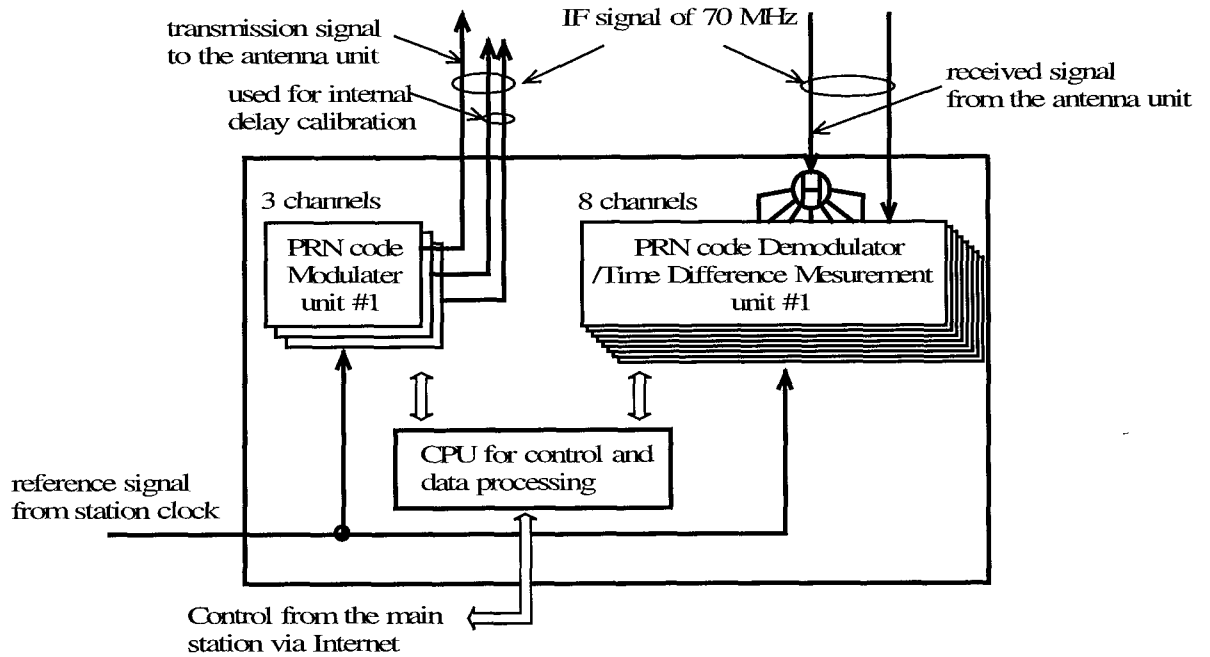 transmission signal
to the antenna unit
IF signal of 70 MHz
used for internal
delay calibration
received signal
from the antenna unit
3 channels
8 channels
H
PRN code
Modulater
unit #1
PRN code Demodulator
/Time Difference Mesurement
unit #1
CPU for control and
data processing
reference signal
from station clock
Control from the main
station via Internet